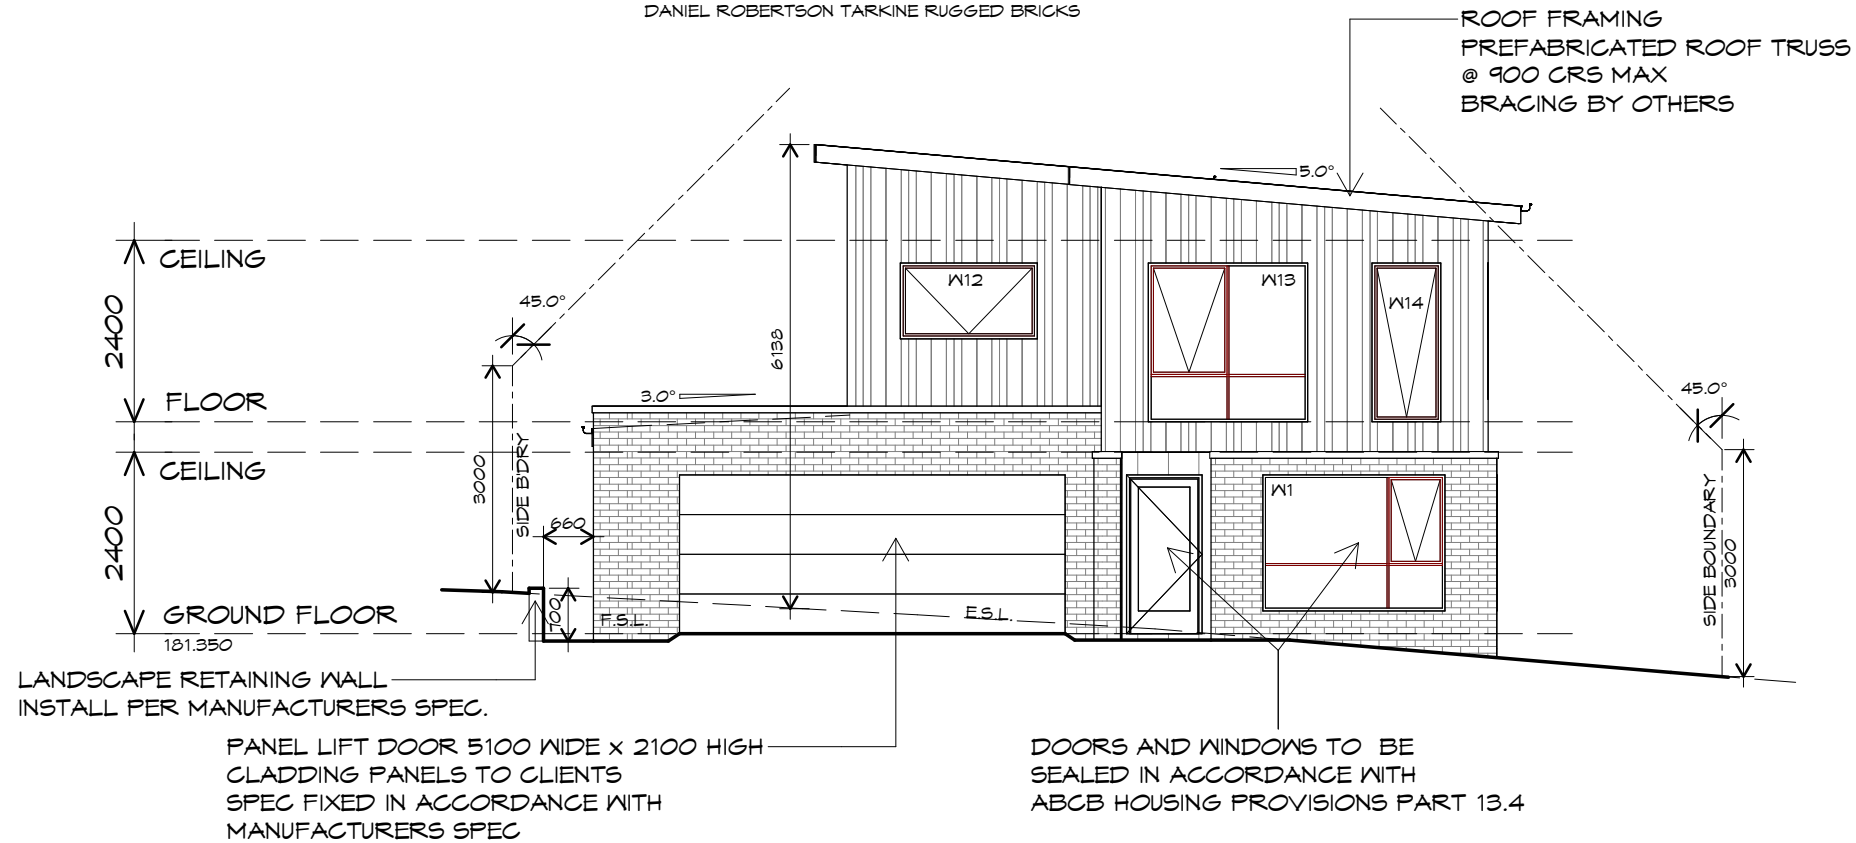 DANIEL ROBERTSON TARKINE RUGGED BRICKS
ROOF FRAMING
PREFABRICATED ROOF TRUSS
@ 900 CRS MAX
BRACING BY OTHERS
5.0°
CEILING
2400
FLOOR
CEILING
2400
GROUND FLOOR
181.350
45.0°
3000
SIDE B'DRY
660
700
F.S.L.
3.0°
6138
E.S.L.
W12
W13
W14
W1
45.0°
SIDE BOUNDARY
3000
LANDSCAPE RETAINING WALL
INSTALL PER MANUFACTURERS SPEC.
PANEL LIFT DOOR 5100 WIDE x 2100 HIGH
CLADDING PANELS TO CLIENTS
SPEC FIXED IN ACCORDANCE WITH
MANUFACTURERS SPEC
DOORS AND WINDOWS TO BE
SEALED IN ACCORDANCE WITH
ABCB HOUSING PROVISIONS PART 13.4